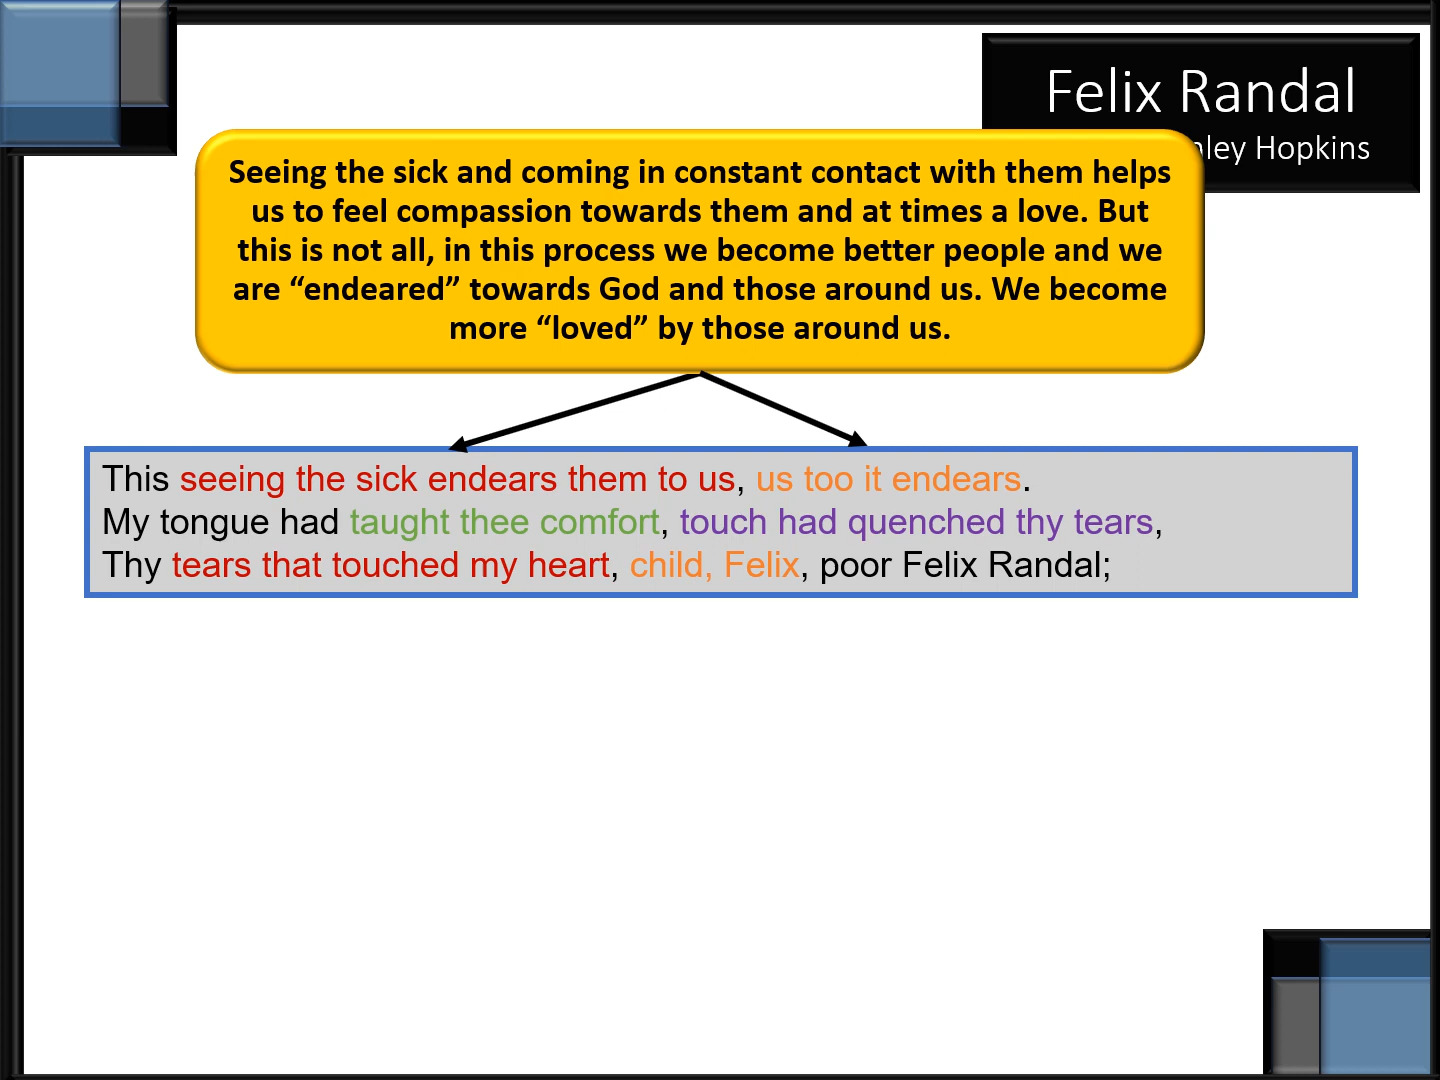 Felix Randal
Hopkins
Seeing the sick and coming in constant contact with them helps
us to feel compassion towards them and at times a love. But
this is not all, in this process we become better people and we
are “endeared” towards God and those around us. We become
more “loved” by those around us.
This seeing the sick endears them to us, us too it endears.
My tongue had taught thee comfort, touch had quenched thy tears,
Thy tears that touched my heart, child, Felix, poor Felix Randal;